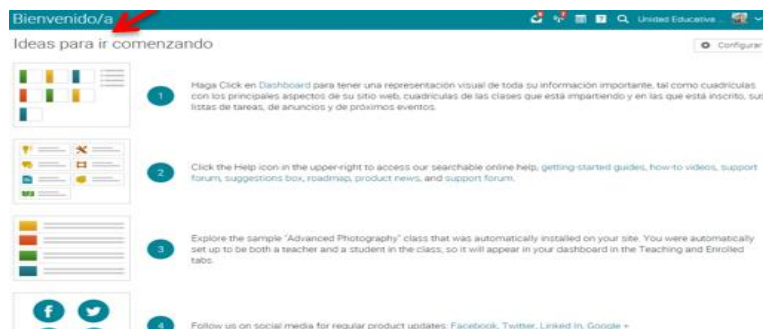 Bienvenido/a
Unidad Educativa ...
Ideas para ir comenzando
Configurar
1
Haga Click en Dashboard para tener una representación visual de toda su información importante, tal como cuadrículas
con los principales aspectos de su sitio web, cuadrículas de las clases que está impartiendo y en las que está inscrito, sus
listas de tareas, de anuncios y de próximos eventos.
2
Click the Help icon in the upper-right to access our searchable online help, getting-started guides, how-to videos, support
forum, suggestions box, roadmap, product news, and support forum.
3
Explore the sample "Advanced Photography" class that was automatically installed on your site. You were automatically
set up to be both a teacher and a student in the class, so it will appear in your dashboard in the Teaching and Enrolled
tabs.
4
Follow us on social media for regular product updates: Facebook, Twitter, Linked In, Google +